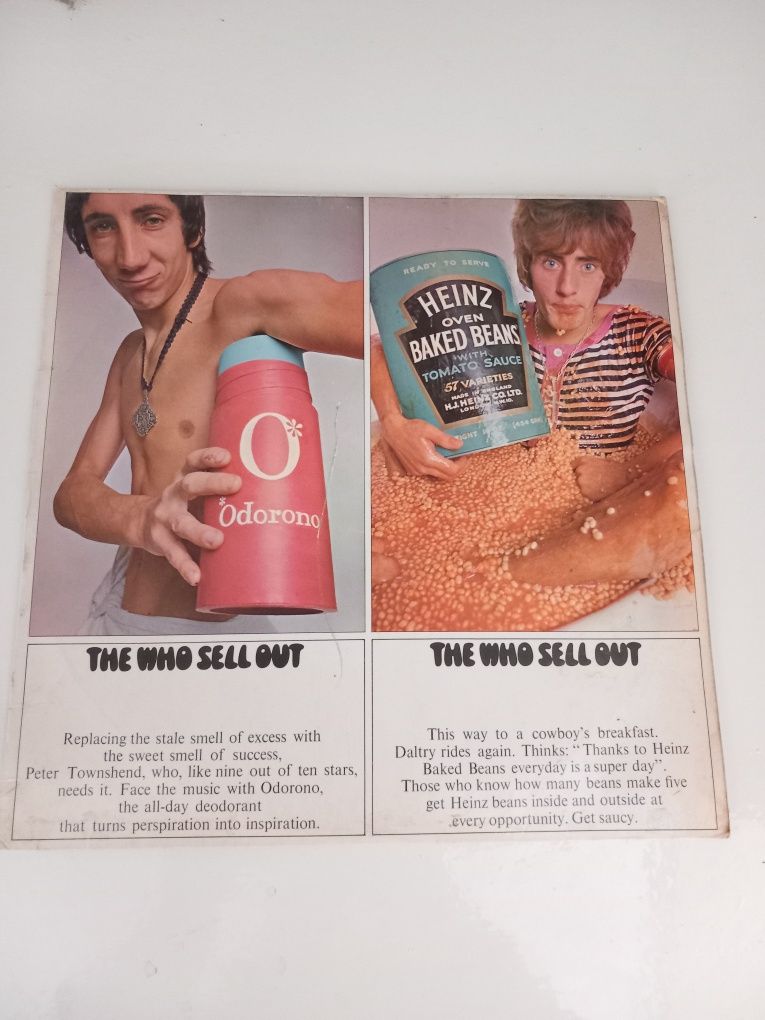 O*
*Odorono
READY TO SERVE
HEINZ
OVEN
BAKED BEANS
WITH
TOMATO SAUCE
57 VARIETIES
MADE IN ENGLAND
H.J. HEINZ CO. LTD.
LONDON N.W.10.
THE WHO SELL OUT
Replacing the stale smell of excess with
the sweet smell of success,
Peter Townshend, who, like nine out of ten stars,
needs it. Face the music with Odorono,
the all-day deodorant
that turns perspiration into inspiration.
THE WHO SELL OUT
This way to a cowboy's breakfast.
Daltry rides again. Thinks: "Thanks to Heinz
Baked Beans everyday is a super day".
Those who know how many beans make five
get Heinz beans inside and outside at
every opportunity. Get saucy.